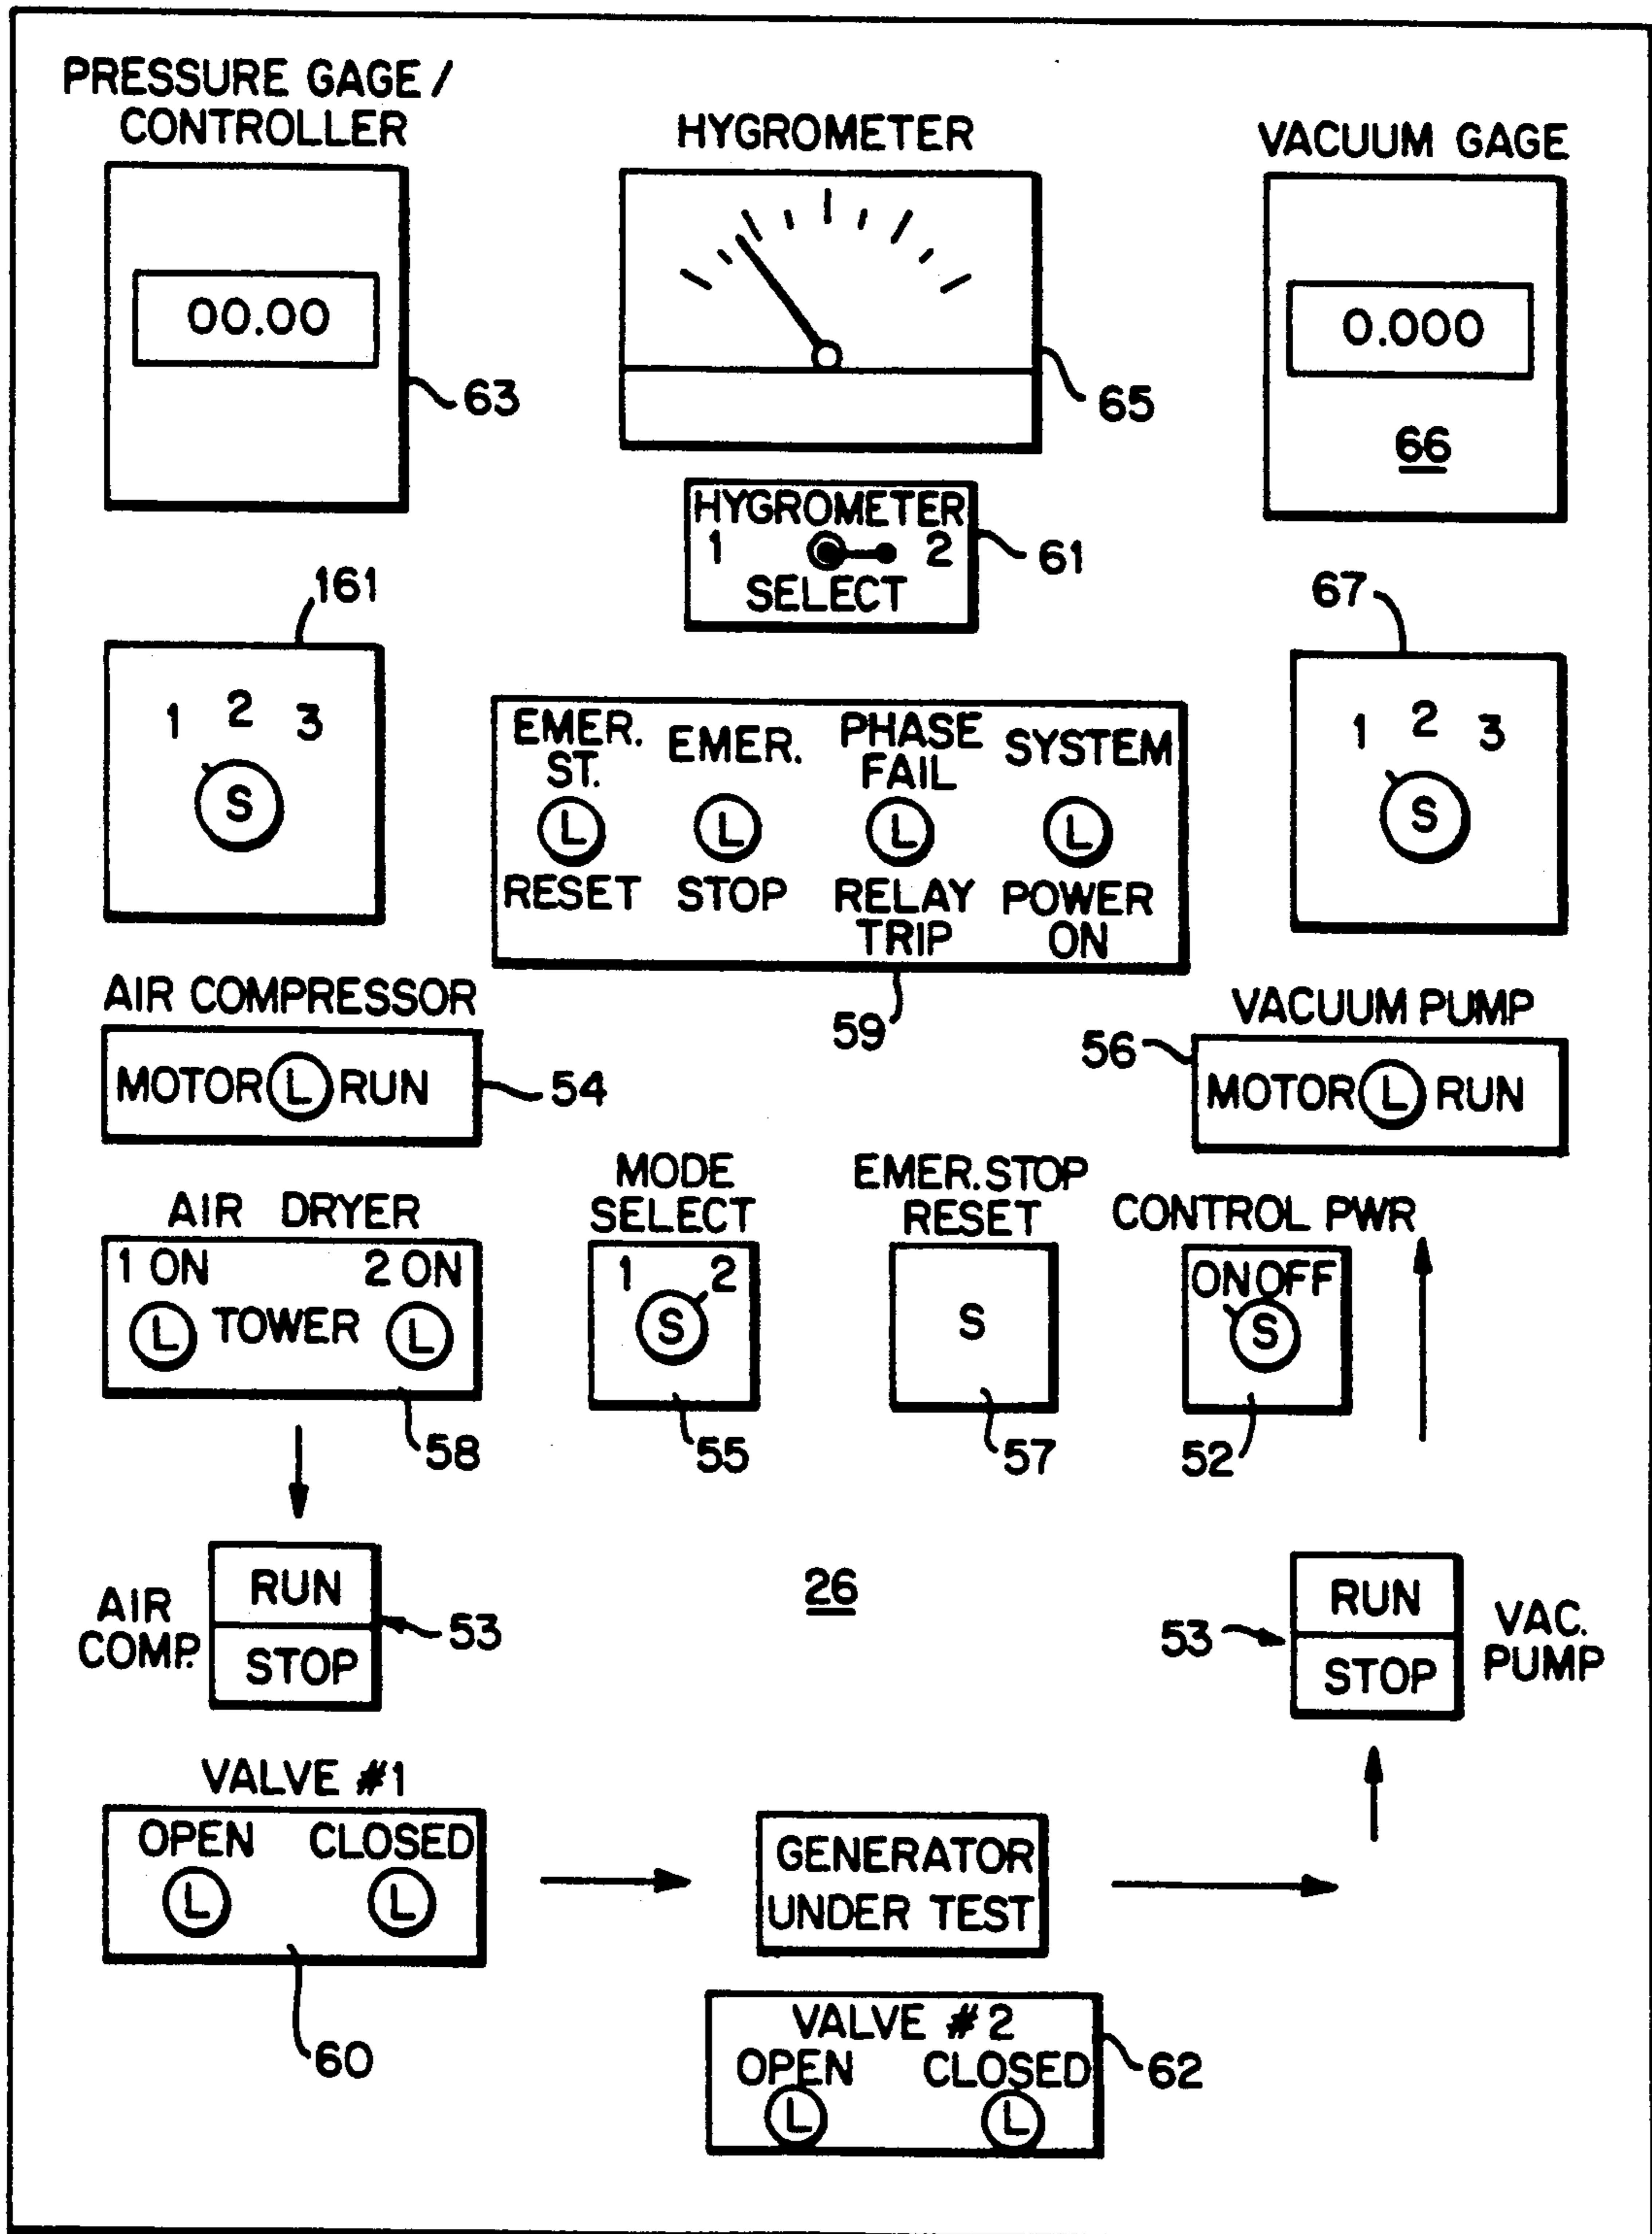 PRESSURE GAGE /
CONTROLLER
HYGROMETER
VACUUM GAGE
00.00
0.000
63
65
66
HYGROMETER
1 2
SELECT
61
161
67
1 2 3
S
EMER. ST. EMER. PHASE FAIL SYSTEM
L L L L
RESET STOP RELAY TRIP POWER ON
59
1 2 3
S
AIR COMPRESSOR
MOTOR L RUN
54
VACUUM PUMP
56
MOTOR L RUN
AIR DRYER
1 ON 2 ON
L TOWER L
58
MODE
SELECT
1 2
S
55
EMER. STOP
RESET
S
57
CONTROL PWR
ON OFF
S
52
AIR
COMP.
RUN
STOP
53
26
53
RUN
STOP
VAC.
PUMP
VALVE #1
OPEN CLOSED
L L
60
GENERATOR
UNDER TEST
VALVE #2
OPEN CLOSED
L L
62